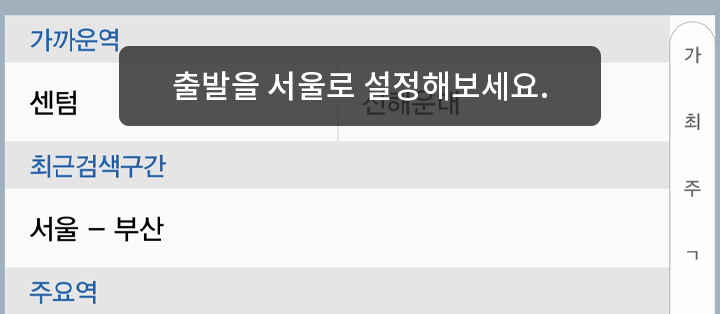 가까운역
출발을 서울로 설정해보세요.
센텀 신해운대
최근검색구간
서울 – 부산
주요역
가
최
주
ㄱ